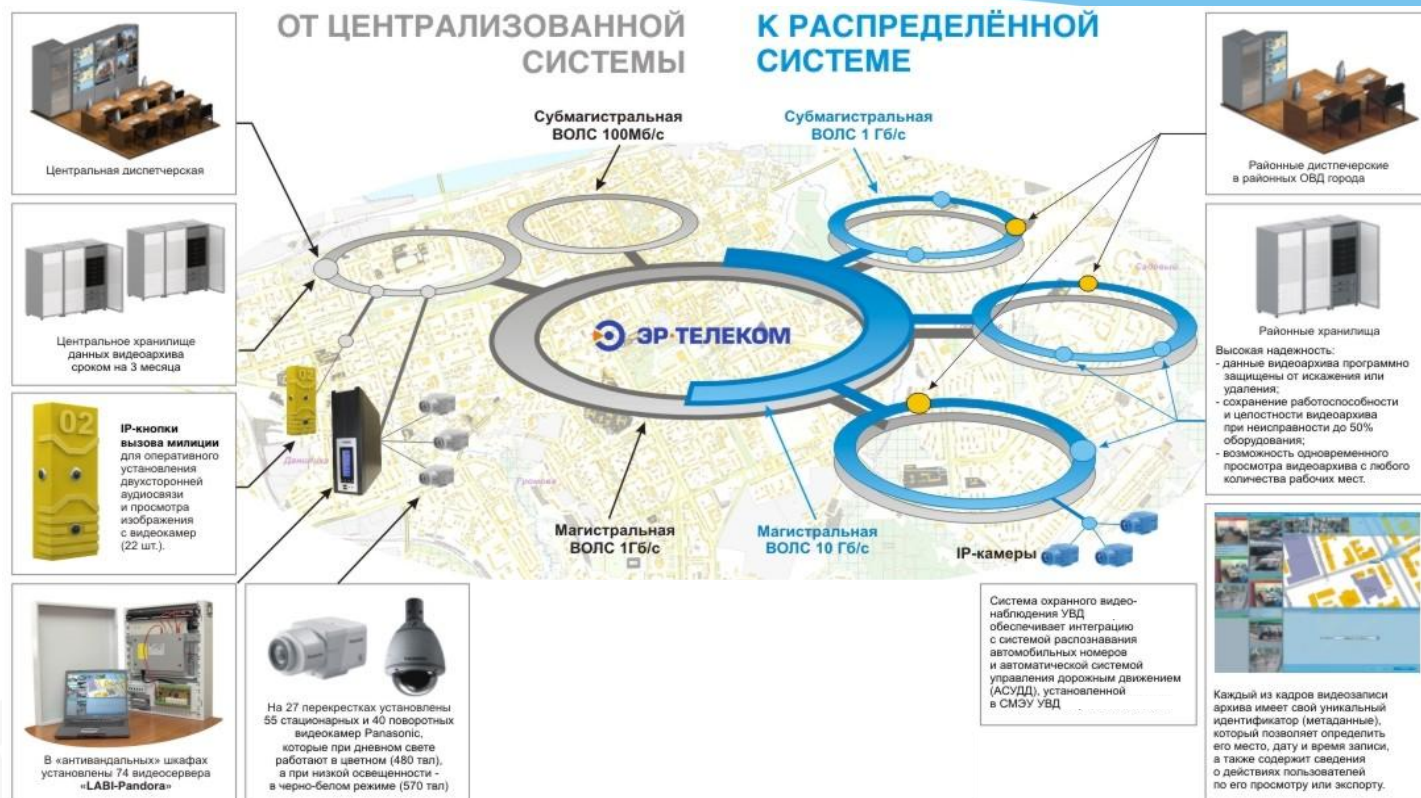 ОТ ЦЕНТРАЛИЗОВАННОЙ
СИСТЕМЫ
К РАСПРЕДЕЛЁННОЙ
СИСТЕМЕ
Центральная диспетчерская
Центральное хранилище
данных видеоархива
сроком на 3 месяца
02
IP-кнопки
вызова милиции
для оперативного
установления
двухсторонней
аудиосвязи
и просмотра
изображения
с видеокамер
(22 шт.).
В «антивандальных» шкафах
установлены 74 видеосервера
«LABI-Pandora»
На 27 перекрестках установлены
55 стационарных и 40 поворотных
видеокамер Panasonic,
которые при дневном свете
работают в цветном (480 твл),
а при низкой освещенности -
в черно-белом режиме (570 твл)
Субмагистральная
ВОЛС 100Мб/с
Субмагистральная
ВОЛС 1 Гб/с
ЭР·ТЕЛЕКОМ
02
Садовый
Громова
Магистральная
ВОЛС 1Гб/с
Магистральная
ВОЛС 10 Гб/с
IP-камеры
Система охранного видео-
наблюдения УВД
обеспечивает интеграцию
с системой распознавания
автомобильных номеров
и автоматической системой
управления дорожным движением
(АСУДД), установленной
в СМЭУ УВД
Районные дистпечерские
в районных ОВД города
Районные хранилища
Высокая надежность:
- данные видеоархива программно
защищены от искажения или
удаления;
- сохранение работоспособности
и целостности видеоархива
при неисправности до 50%
оборудования;
- возможность одновременного
просмотра видеоархива с любого
количества рабочих мест.
Каждый из кадров видеозаписи
архива имеет свой уникальный
идентификатор (метаданные),
который позволяет определить
его место, дату и время записи,
а также содержит сведения
о действиях пользователей
по его просмотру или экспорту.